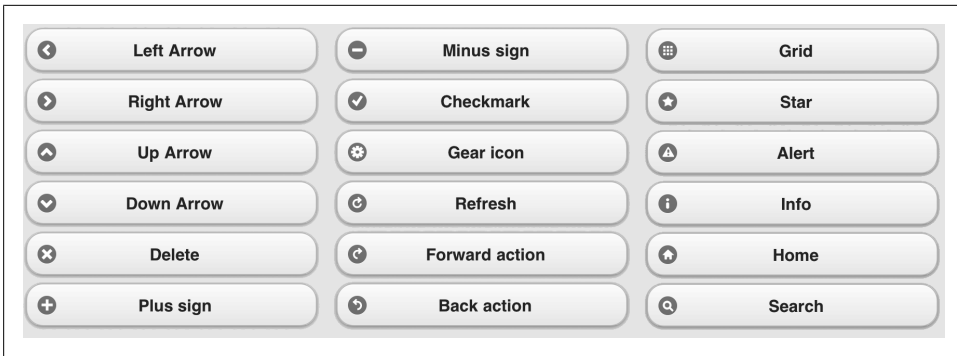 Left Arrow
Right Arrow
Up Arrow
Down Arrow
Delete
Plus sign
Minus sign
Checkmark
Gear icon
Refresh
Forward action
Back action
Grid
Star
Alert
Info
Home
Search